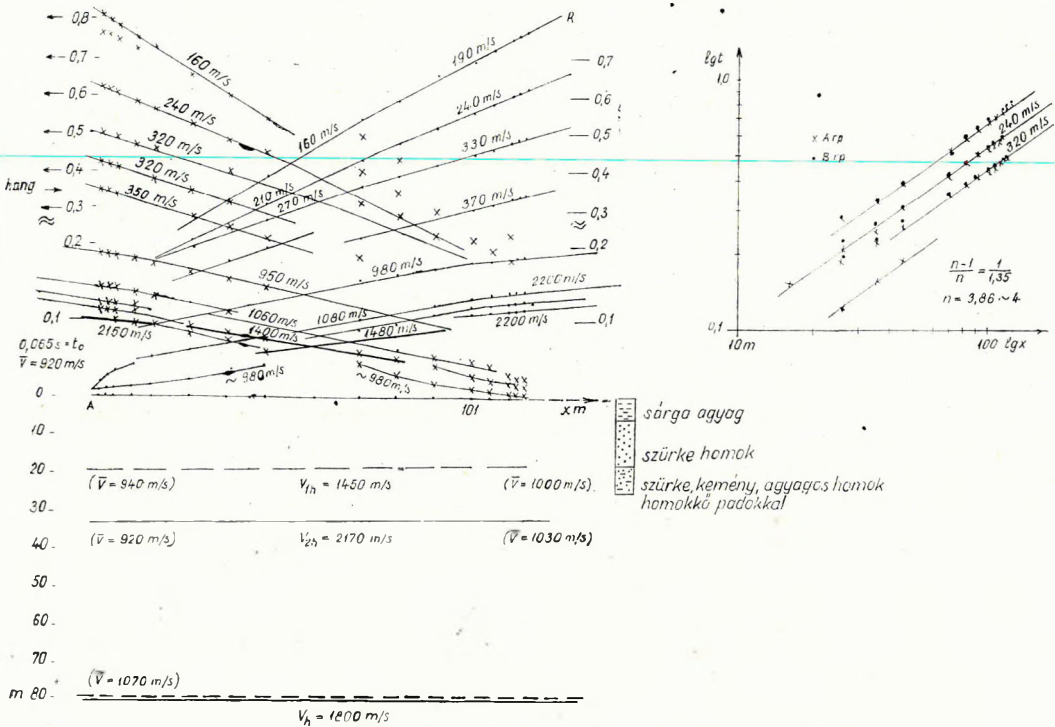 0,8
0,7
0,6
0,5
0,4
hang
0,3
0,2
0,1
0,065s = t₀
V̄ = 920 m/s
0
10
20
30
40
50
60
70
m 80
160 m/s
240 m/s
320 m/s
320 m/s
350 m/s
950 m/s
1060 m/s
1400 m/s
2150 m/s
~ 980 m/s
190 m/s
R
160 m/s
240 m/s
210 m/s
330 m/s
270 m/s
370 m/s
980 m/s
2200 m/s
1080 m/s
2200 m/s
1480 m/s
~ 980 m/s
0,7
0,6
0,5
0,4
0,3
0,2
0,1
A
101
x m
(V̄ = 940 m/s)
V1h = 1450 m/s
(V̄ = 1000 m/s)
(V̄ = 920 m/s)
V2h = 2170 m/s
(V̄ = 1030 m/s)
(V̄ = 1070 m/s)
Vh = 1800 m/s
sárga agyag
szürke homok
szürke, kemény, agyagos homok
homokkő padokkal
lgt
1,0
x A rp
• B rp
240 m/s
320 m/s
n-1/n = 1/1,35
n = 3,86 ~ 4
0,1
10 m
100 lgx